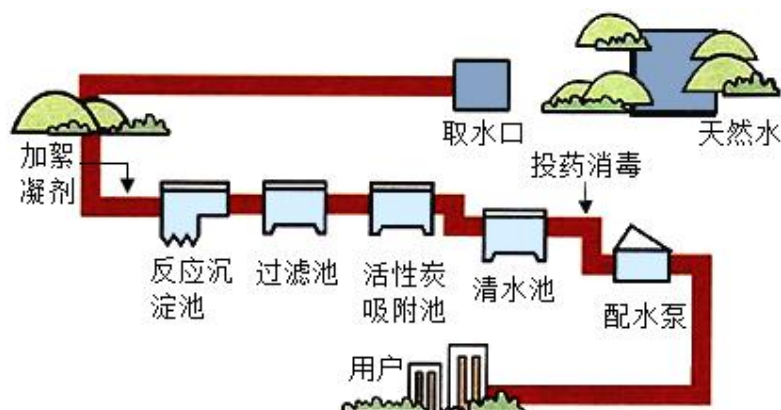 取水口
天然水
加絮
凝剂
投药消毒
反应沉
淀池
过滤池
活性炭
吸附池
清水池
配水泵
用户